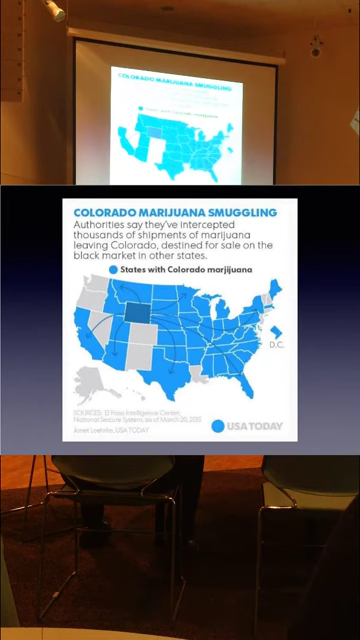 COLORADO MARIJUANA SMUGGLING
COLORADO MARIJUANA SMUGGLING
Authorities say they've intercepted
thousands of shipments of marijuana
leaving Colorado, destined for sale on the
black market in other states.
States with Colorado marjijuana
D.C.
SOURCES: El Paso Intelligence Center,
National Seizure System, as of March 20, 2015
Janet Loehrke, USA TODAY
USA TODAY